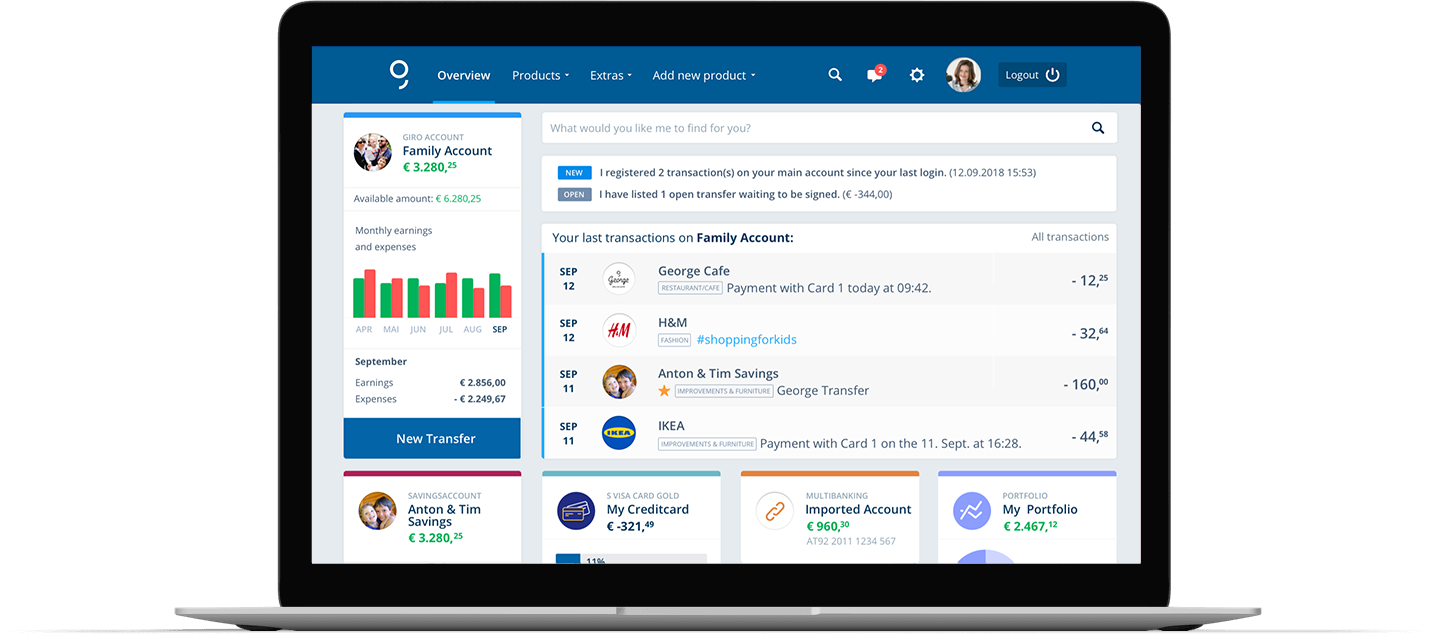 Overview Products Extras Add new product 2 Logout
GIRO ACCOUNT
Family Account
€ 3.280,25
Available amount: € 6.280,25
Monthly earnings
and expenses
APR MAI JUN JUL AUG SEP
September
Earnings € 2.856,00
Expenses - € 2.249,67
New Transfer
What would you like me to find for you?
NEW I registered 2 transaction(s) on your main account since your last login. (12.09.2018 15:53)
OPEN I have listed 1 open transfer waiting to be signed. (€ -344,00)
Your last transactions on Family Account: All transactions
SEP
12
George
George Cafe
RESTAURANT/CAFE Payment with Card 1 today at 09:42.
- 12,25
SEP
12
H&M
H&M
FASHION #shoppingforkids
- 32,64
SEP
11
Anton & Tim Savings
IMPROVEMENTS & FURNITURE George Transfer
- 160,00
SEP
11
IKEA
IKEA
IMPROVEMENTS & FURNITURE Payment with Card 1 on the 11. Sept. at 16:28.
- 44,58
SAVINGSACCOUNT
Anton & Tim
Savings
€ 3.280,25
S VISA CARD GOLD
My Creditcard
€ -321,49
11%
MULTIBANKING
Imported Account
€ 960,30
AT92 2011 1234 567
PORTFOLIO
My Portfolio
€ 2.467,12